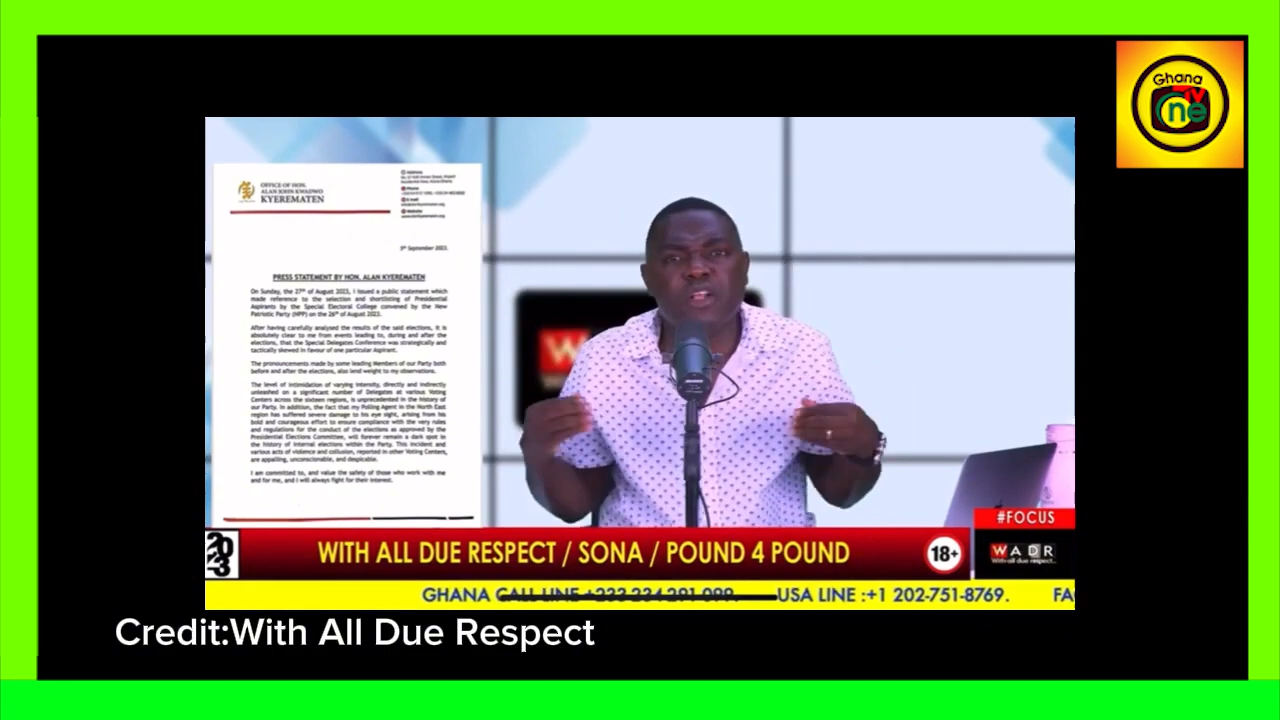 Ghana
TV
One
OFFICE OF HON.
ALAN JOHN KWADWO
KYEREMATEN
Address
Phone
E-mail
Website
5th September 2023.
PRESS STATEMENT BY HON. ALAN KYEREMATEN
On Sunday, the 27th of August 2023, I issued a public statement which
made reference to the selection and shortlisting of Presidential
Aspirants by the Special Electoral College convened by the New
Patriotic Party (NPP) on the 26th of August 2023.
After having carefully analysed the results of the said elections, it is
absolutely clear to me from events leading to, during and after the
elections, that the Special Delegates Conference was strategically and
tactically skewed in favour of one particular Aspirant.
The pronouncements made by some leading Members of our Party both
before and after the elections, also lend weight to my observations.
The level of intimidation of varying intensity, directly and indirectly
unleashed on a significant number of Delegates at various Voting
Centers across the sixteen regions, is unprecedented in the history of
our Party. In addition, the fact that my Polling Agent in the North East
region has suffered severe damage to his eye sight, arising from his
bold and courageous effort to ensure compliance with the very rules
and regulations for the conduct of the elections as approved by the
Presidential Elections Committee, will forever remain a dark spot in
the history of internal elections within the Party. This incident and
various acts of violence and collusion, reported in other Voting Centers,
are appalling, unconscionable, and despicable.
I am committed to, and value the safety of those who work with me
and for me, and I will always fight for their interest.
W
#FOCUS
2023
WITH ALL DUE RESPECT / SONA / POUND 4 POUND
18+
WADR
With all due respect..
GHANA CALL LINE +233 234 291 099. USA LINE :+1 202-751-8769. FA
Credit:With All Due Respect